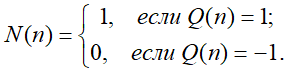 N(n) = { 1, если Q(n) = 1;
0, если Q(n) = −1.